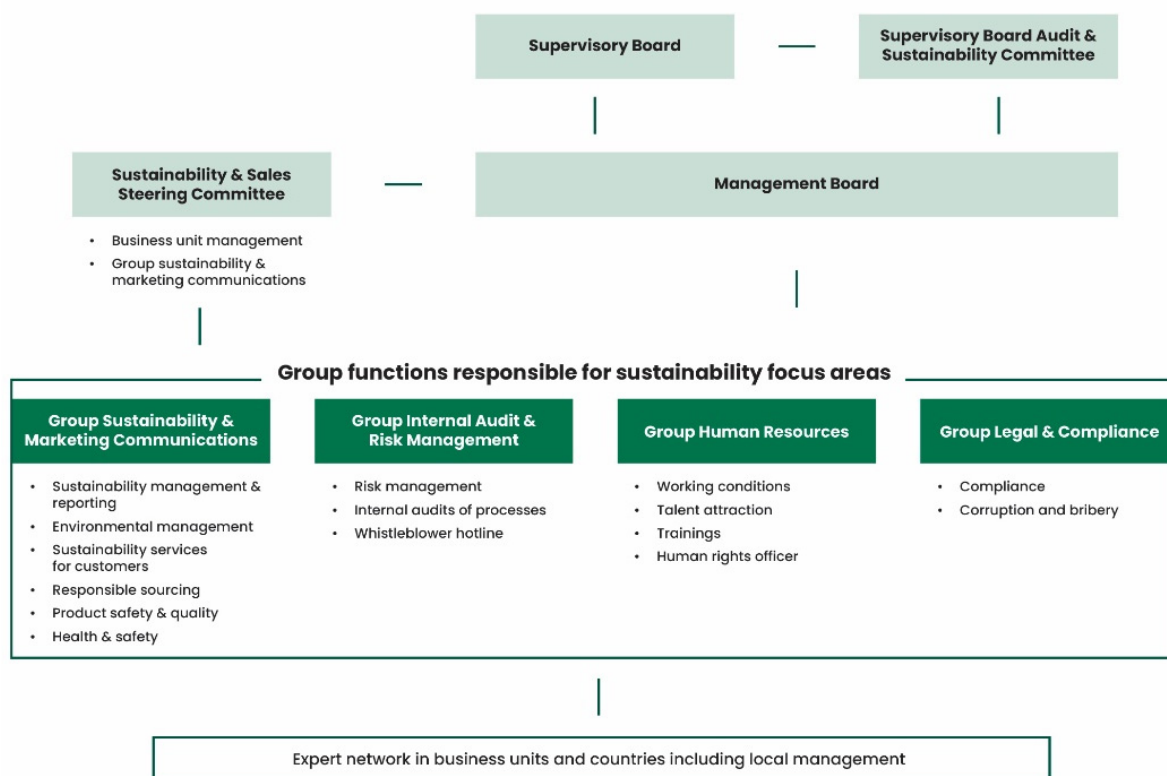 Supervisory Board
Supervisory Board Audit &
Sustainability Committee
Sustainability & Sales
Steering Committee
Management Board
• Business unit management
• Group sustainability &
marketing communications
Group functions responsible for sustainability focus areas
Group Sustainability &
Marketing Communications
• Sustainability management &
reporting
• Environmental management
• Sustainability services
for customers
• Responsible sourcing
• Product safety & quality
• Health & safety
Group Internal Audit &
Risk Management
• Risk management
• Internal audits of processes
• Whistleblower hotline
Group Human Resources
• Working conditions
• Talent attraction
• Trainings
• Human rights officer
Group Legal & Compliance
• Compliance
• Corruption and bribery
Expert network in business units and countries including local management